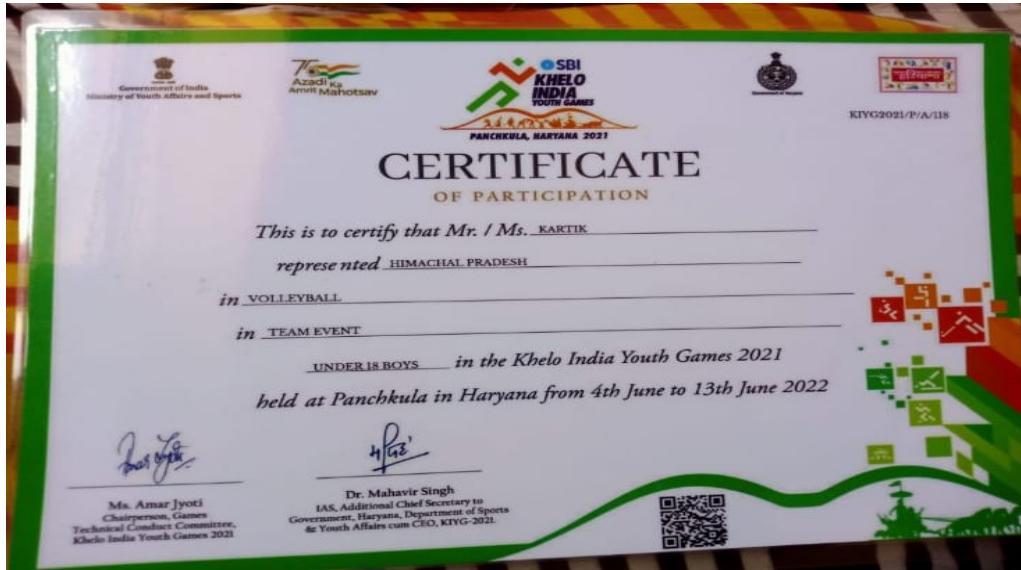 Government of India
Ministry of Youth Affairs and Sports
75
Azadi Ka
Amrit Mahotsav
SBI
KHELO
INDIA
YOUTH GAMES
PANCHKULA, HARYANA 2021
Government of Haryana
हरियाणा
KIYG2021/P/A/118
CERTIFICATE
OF PARTICIPATION
This is to certify that Mr. / Ms. KARTIK
represented HIMACHAL PRADESH
in VOLLEYBALL
in TEAM EVENT
UNDER 18 BOYS in the Khelo India Youth Games 2021
held at Panchkula in Haryana from 4th June to 13th June 2022
Ms. Amar Jyoti
Chairperson, Games
Technical Conduct Committee,
Khelo India Youth Games 2021
Dr. Mahavir Singh
IAS, Additional Chief Secretary to
Government, Haryana, Department of Sports
& Youth Affairs cum CEO, KIYG-2021.